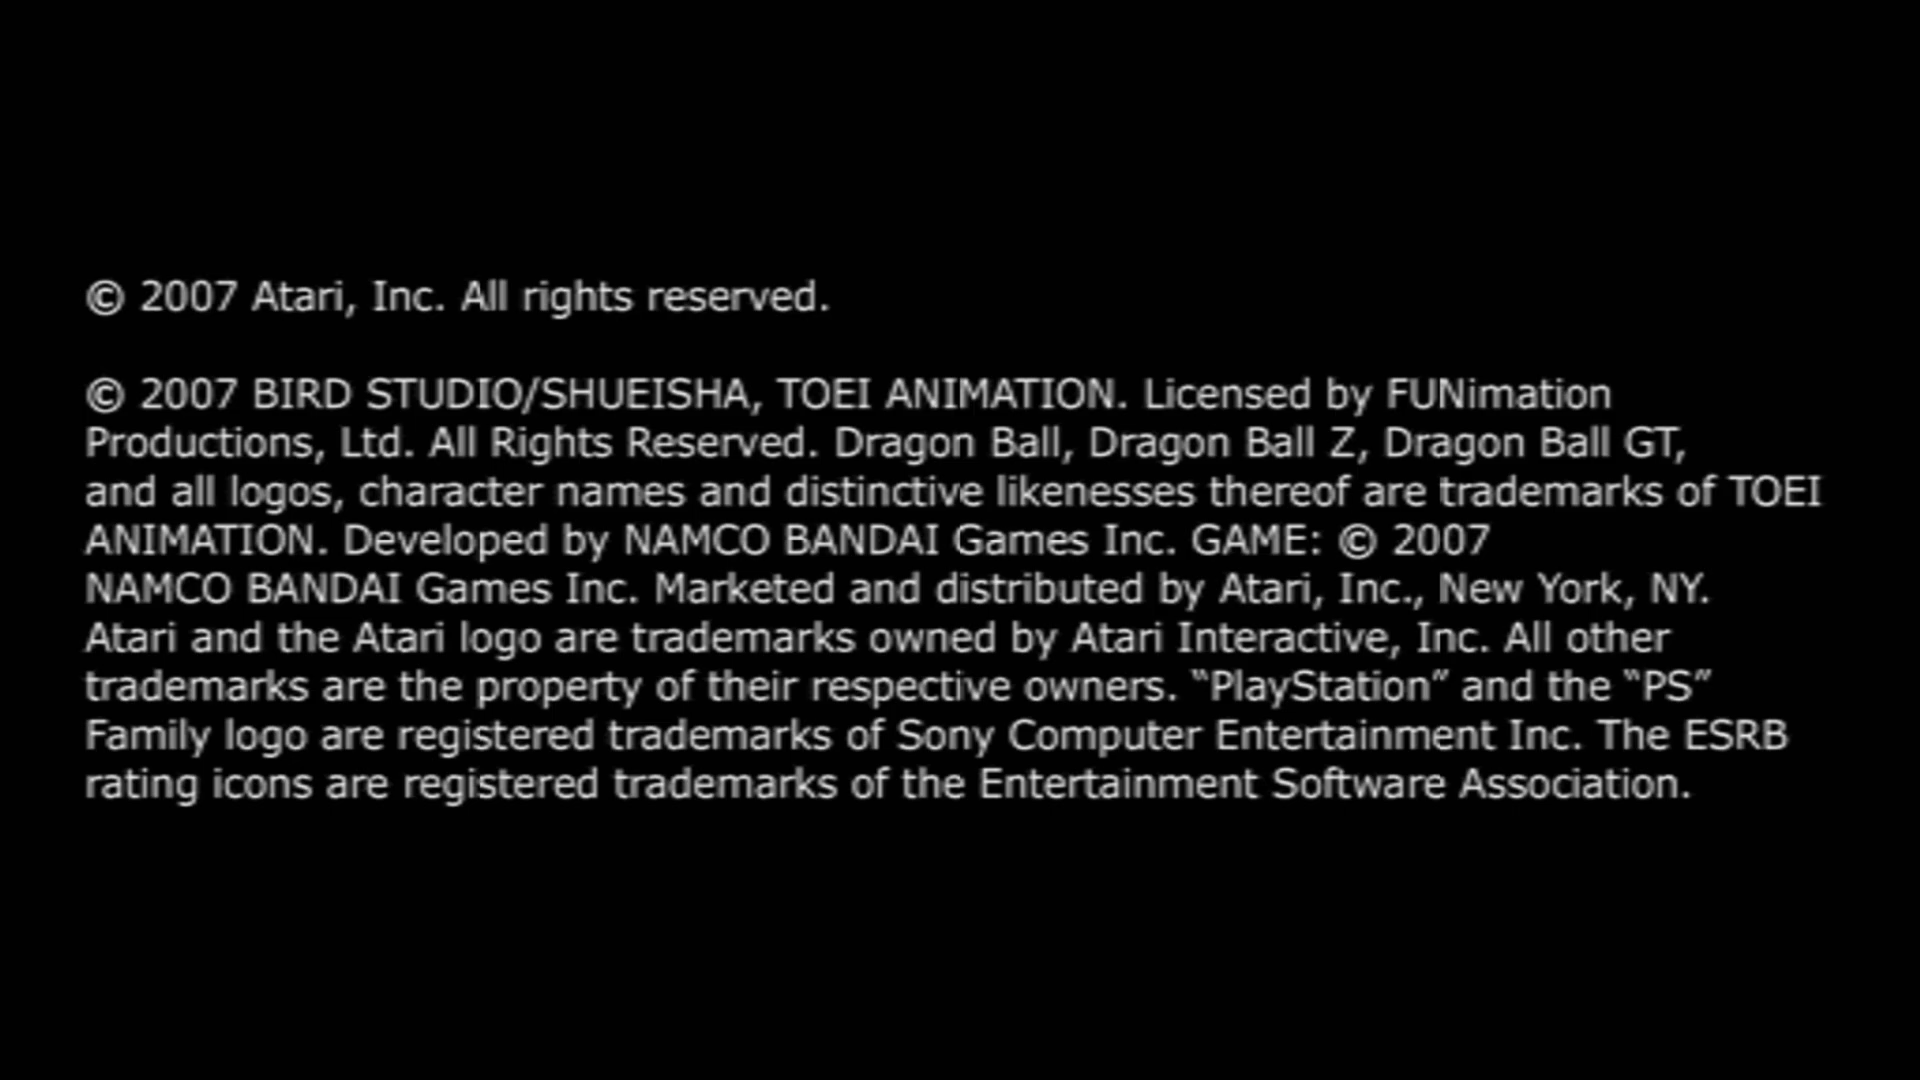 © 2007 Atari, Inc. All rights reserved.
© 2007 BIRD STUDIO/SHUEISHA, TOEI ANIMATION. Licensed by FUNimation
Productions, Ltd. All Rights Reserved. Dragon Ball, Dragon Ball Z, Dragon Ball GT,
and all logos, character names and distinctive likenesses thereof are trademarks of TOEI
ANIMATION. Developed by NAMCO BANDAI Games Inc. GAME: © 2007
NAMCO BANDAI Games Inc. Marketed and distributed by Atari, Inc., New York, NY.
Atari and the Atari logo are trademarks owned by Atari Interactive, Inc. All other
trademarks are the property of their respective owners. “PlayStation” and the “PS”
Family logo are registered trademarks of Sony Computer Entertainment Inc. The ESRB
rating icons are registered trademarks of the Entertainment Software Association.